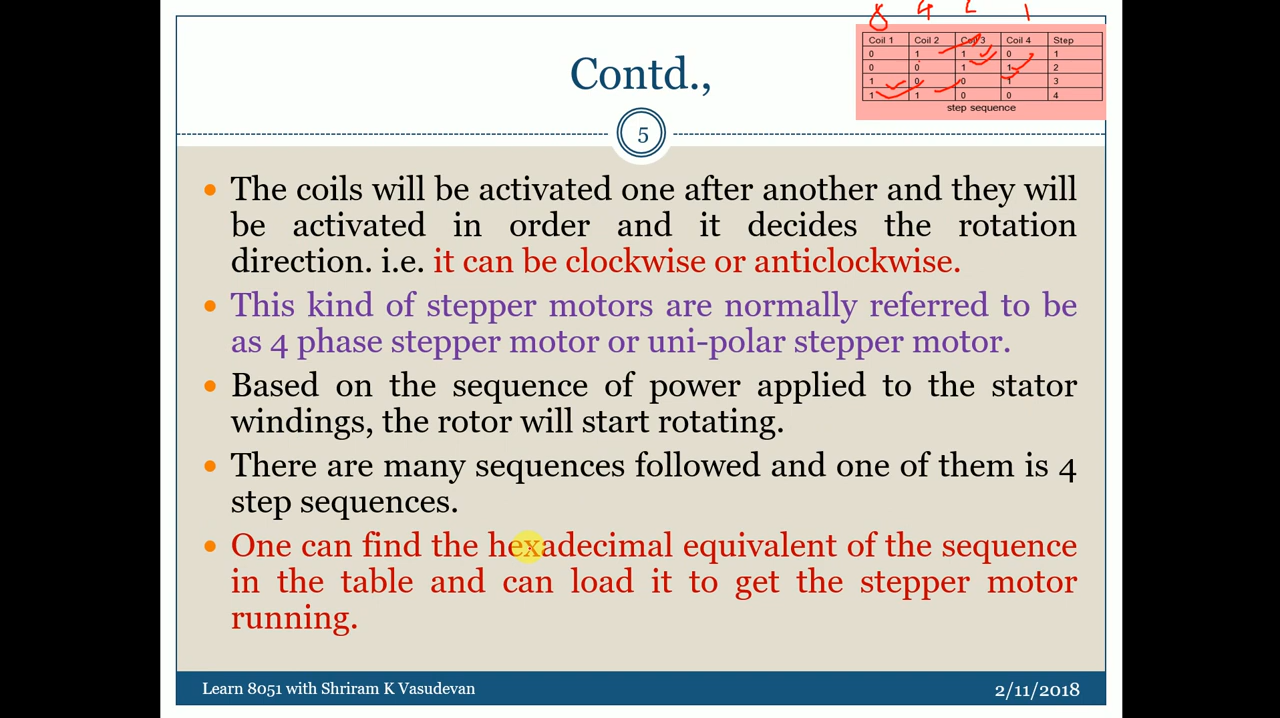 8 4 2 1
Coil 1 Coil 2 Coil 3 Coil 4 Step
0 1 1 0 1
0 0 1 1 2
1 0 0 1 3
1 1 0 0 4
step sequence
Contd.,
5
The coils will be activated one after another and they will
be activated in order and it decides the rotation
direction. i.e. it can be clockwise or anticlockwise.
This kind of stepper motors are normally referred to be
as 4 phase stepper motor or uni-polar stepper motor.
Based on the sequence of power applied to the stator
windings, the rotor will start rotating.
There are many sequences followed and one of them is 4
step sequences.
One can find the hexadecimal equivalent of the sequence
in the table and can load it to get the stepper motor
running.
Learn 8051 with Shriram K Vasudevan
2/11/2018